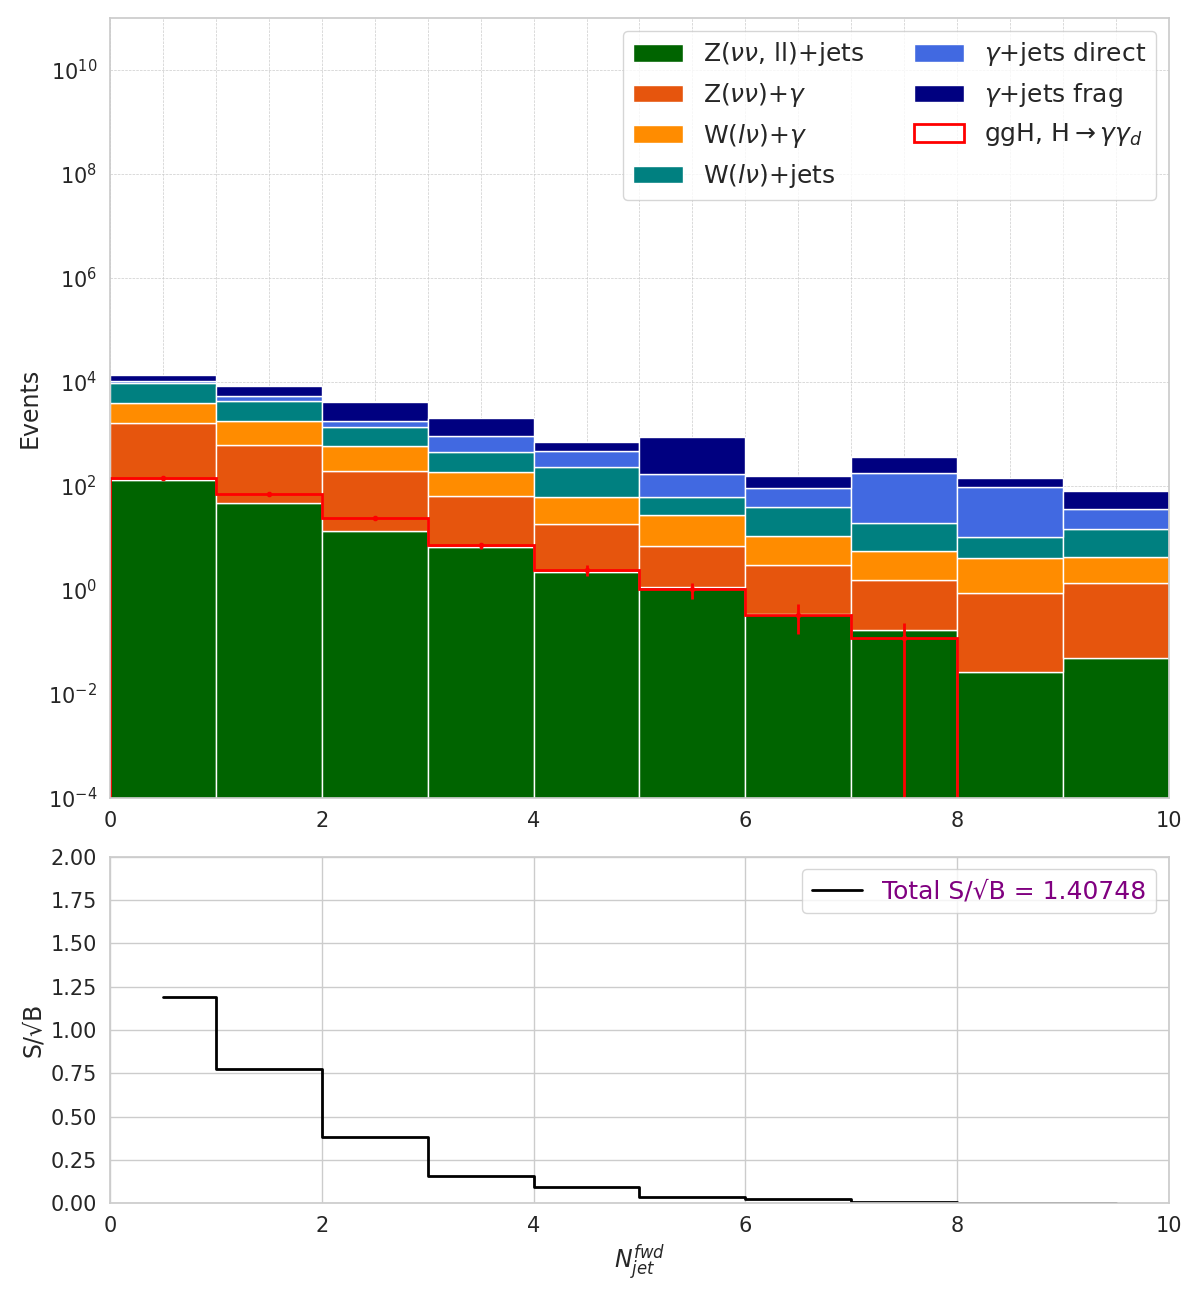 Z(νν, ll)+jets
Z(νν)+γ
W(lν)+γ
W(lν)+jets
γ+jets direct
γ+jets frag
ggH, H→γγ_d
Events
10^10
10^8
10^6
10^4
10^2
10^0
10^−2
10^−4
0 2 4 6 8 10
Total S/√B = 1.40748
S/√B
2.00
1.75
1.50
1.25
1.00
0.75
0.50
0.25
0.00
0 2 4 6 8 10
N_jet^fwd